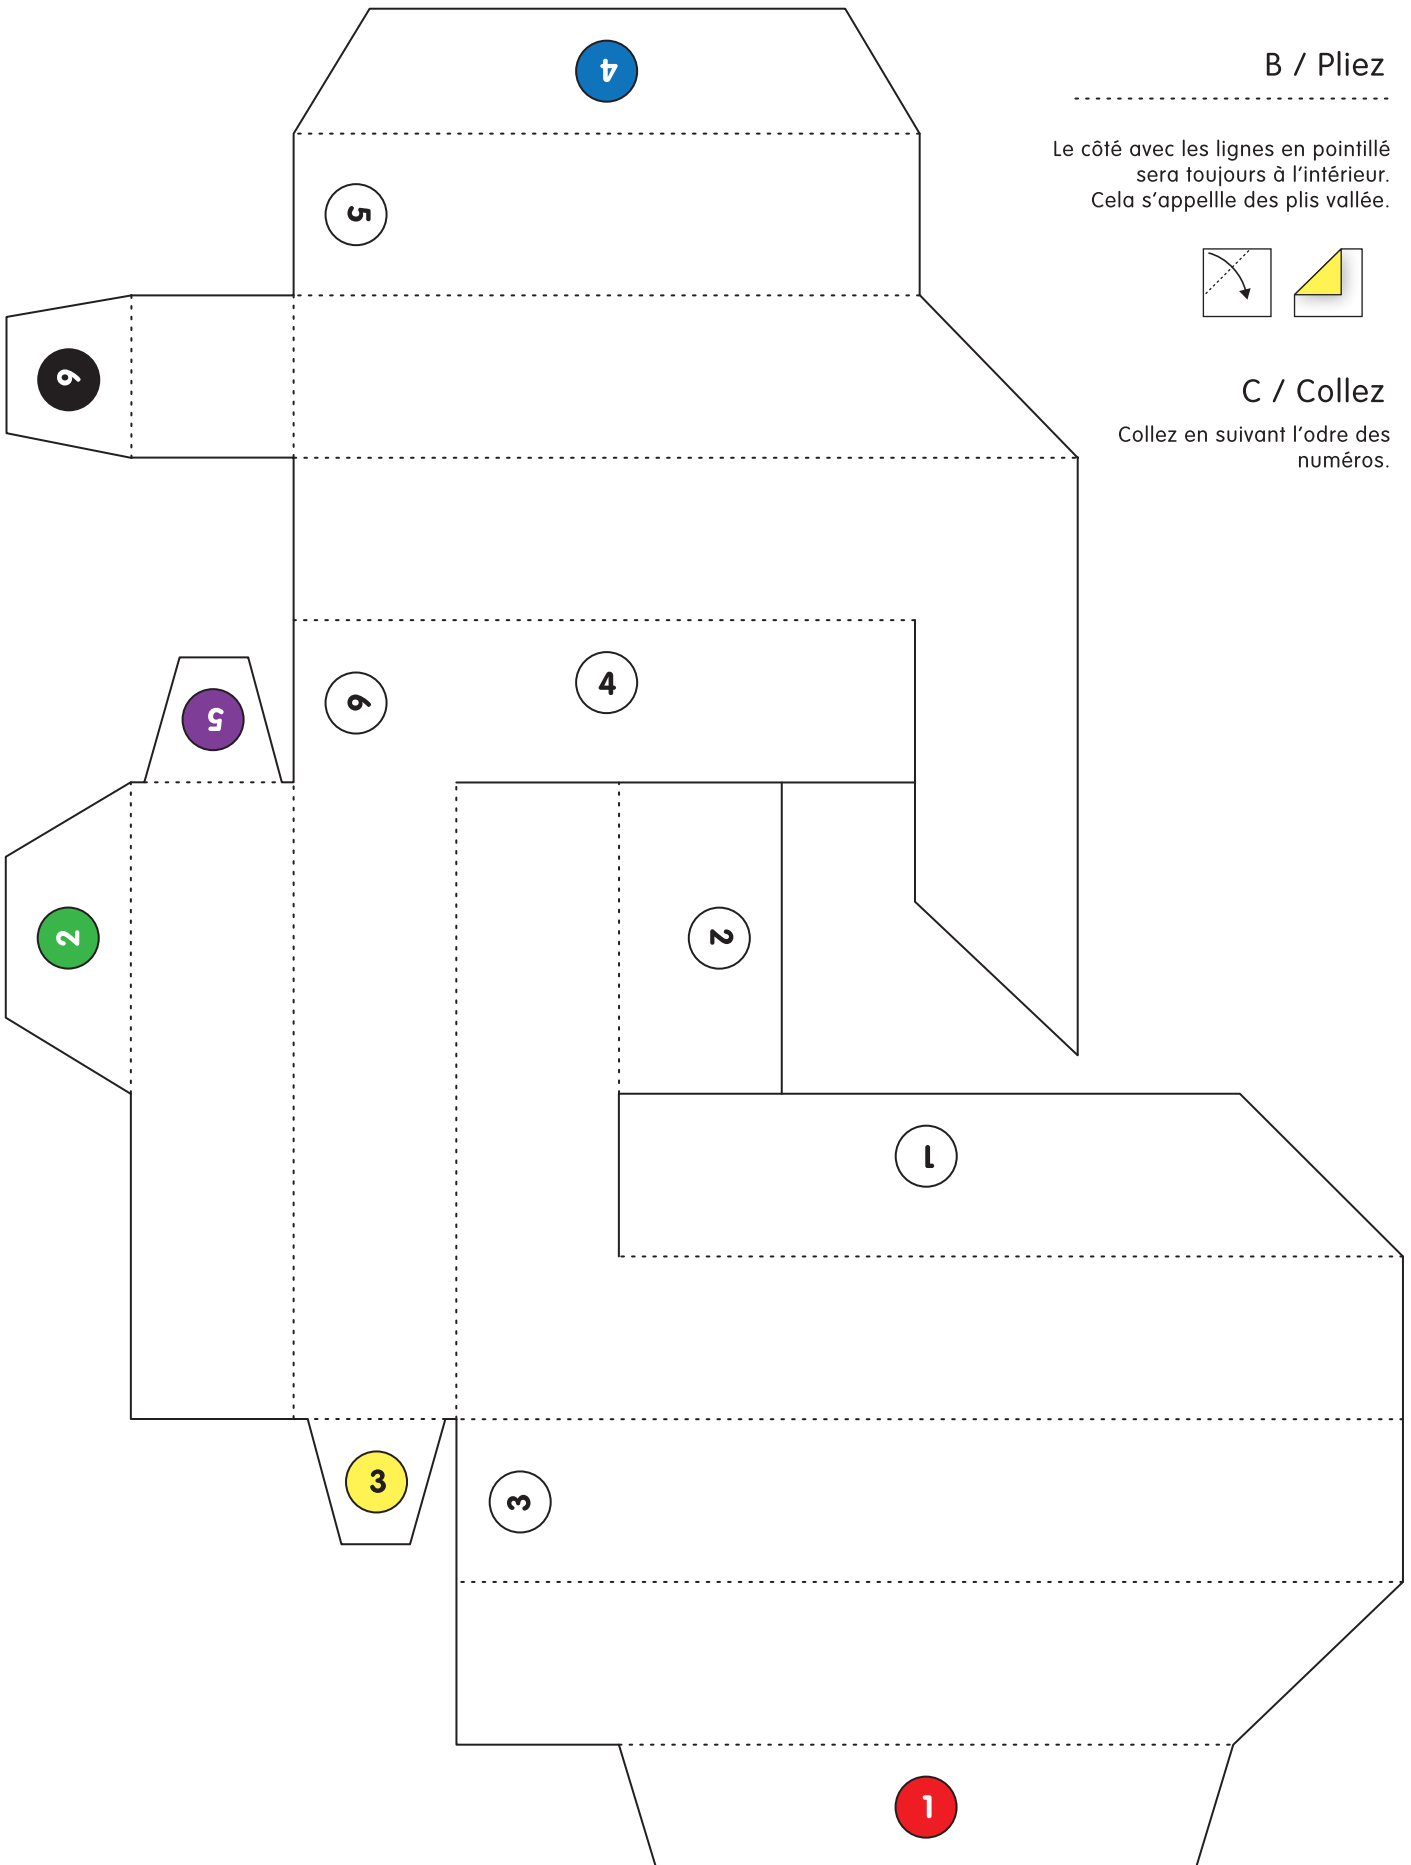 4
B / Pliez
Le côté avec les lignes en pointillé
sera toujours à l'intérieur.
Cela s'appellle des plis vallée.
5
6
C / Collez
Collez en suivant l'odre des
numéros.
4
6
5
2
2
1
3
3
1